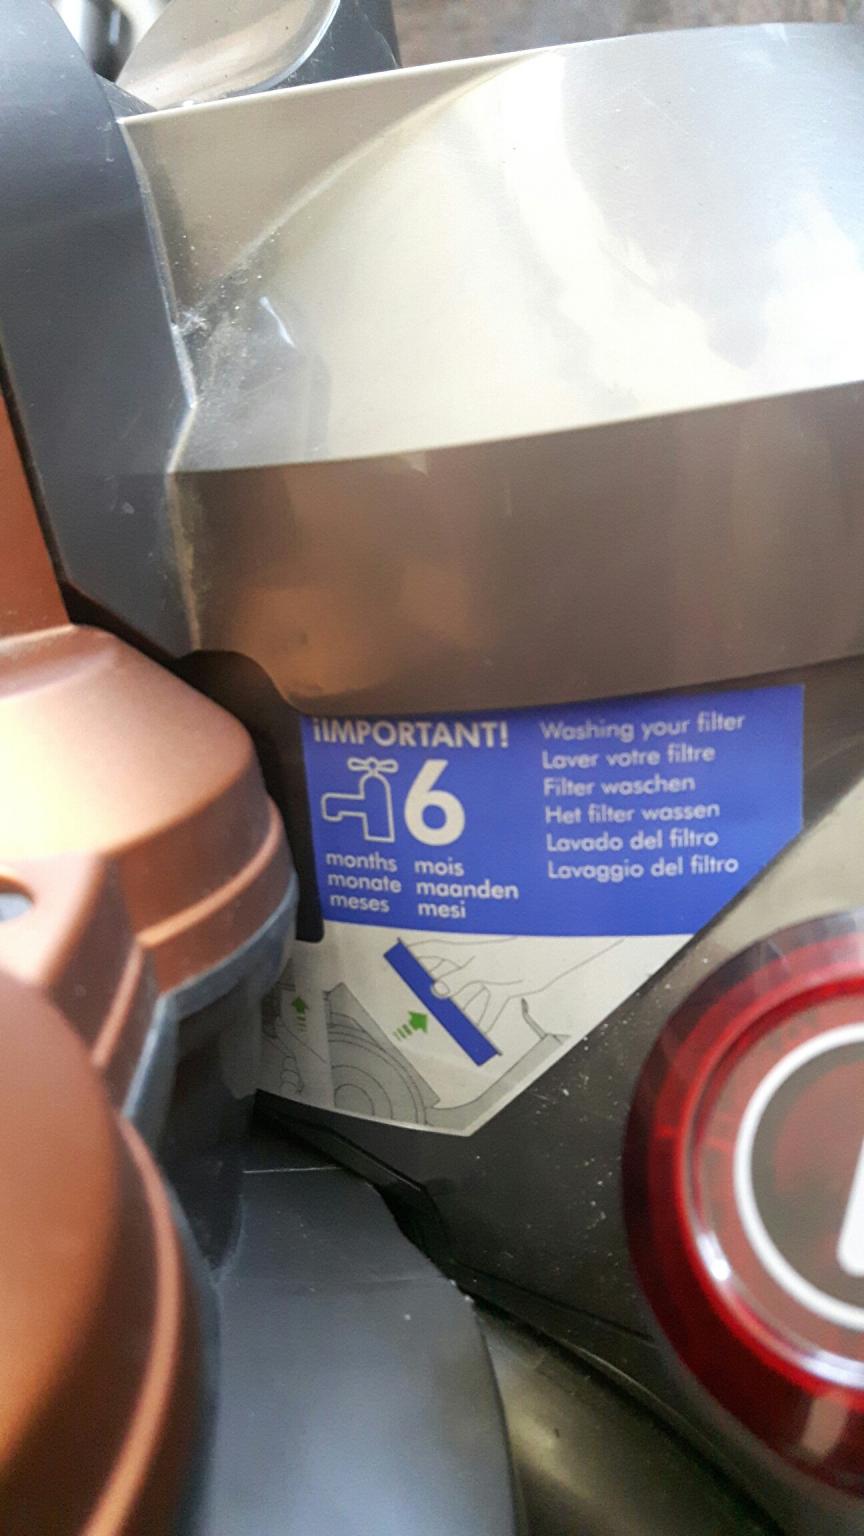 ¡IMPORTANT!
6
months mois
monate maanden
meses mesi
Washing your filter
Laver votre filtre
Filter waschen
Het filter wassen
Lavado del filtro
Lavaggio del filtro